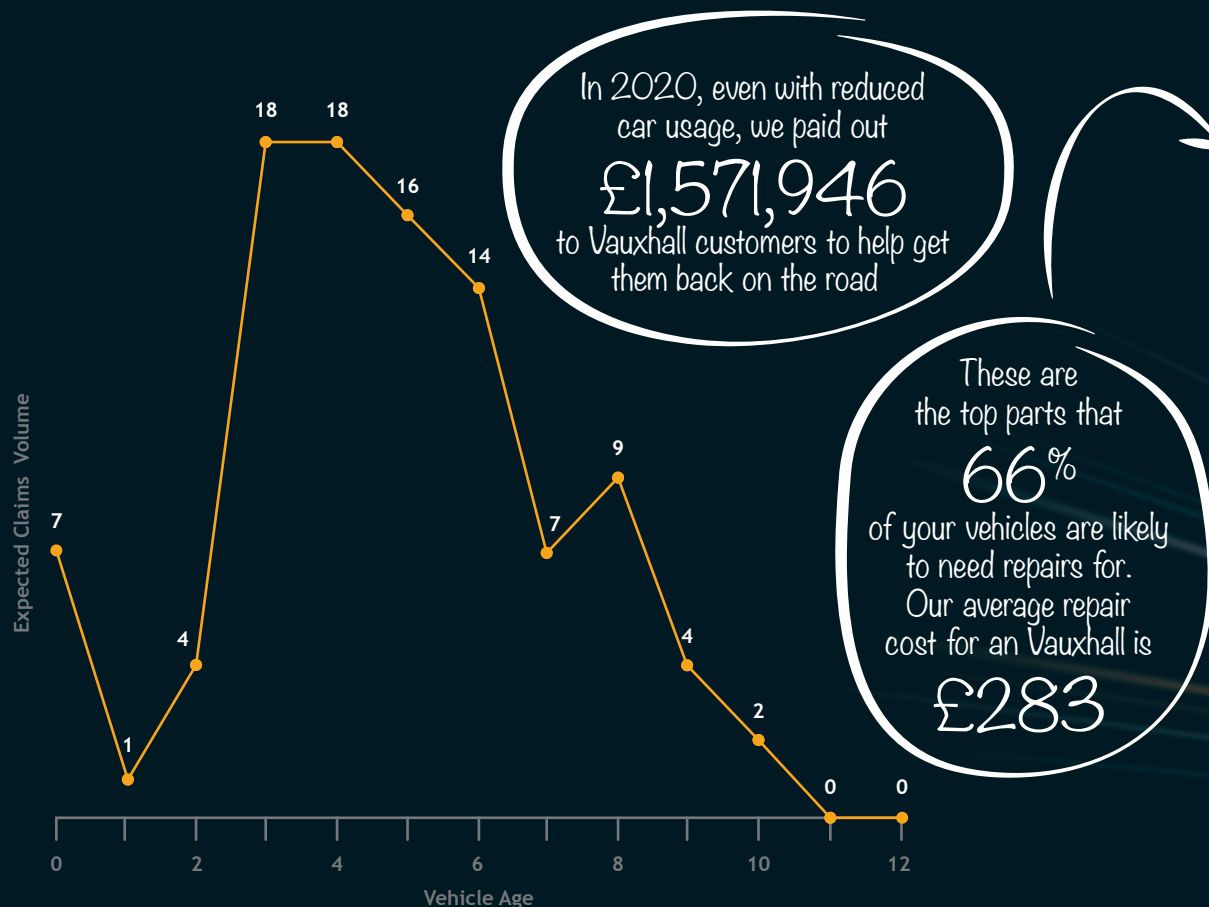 In 2020, even with reduced
car usage, we paid out
£1,571,946
to Vauxhall customers to help get
them back on the road
These are
the top parts that
66%
of your vehicles are likely
to need repairs for.
Our average repair
cost for an Vauxhall is
£283
Expected Claims Volume
7
1
4
18
18
16
14
7
9
4
2
0
0
0
2
4
6
8
10
12
Vehicle Age